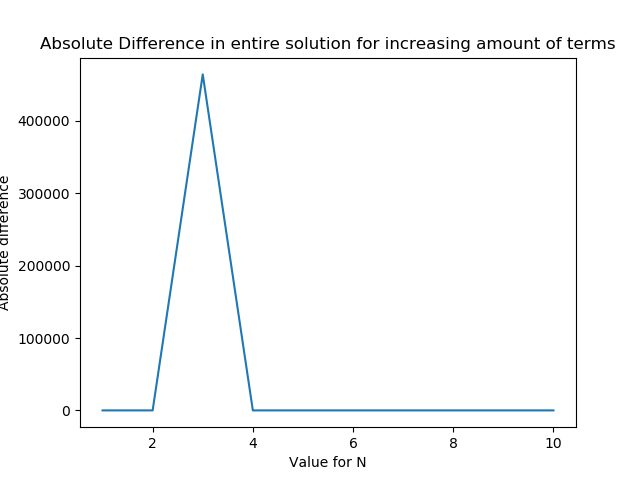 Absolute Difference in entire solution for increasing amount of terms
400000
300000
200000
100000
0
Absolute difference
2 4 6 8 10
Value for N